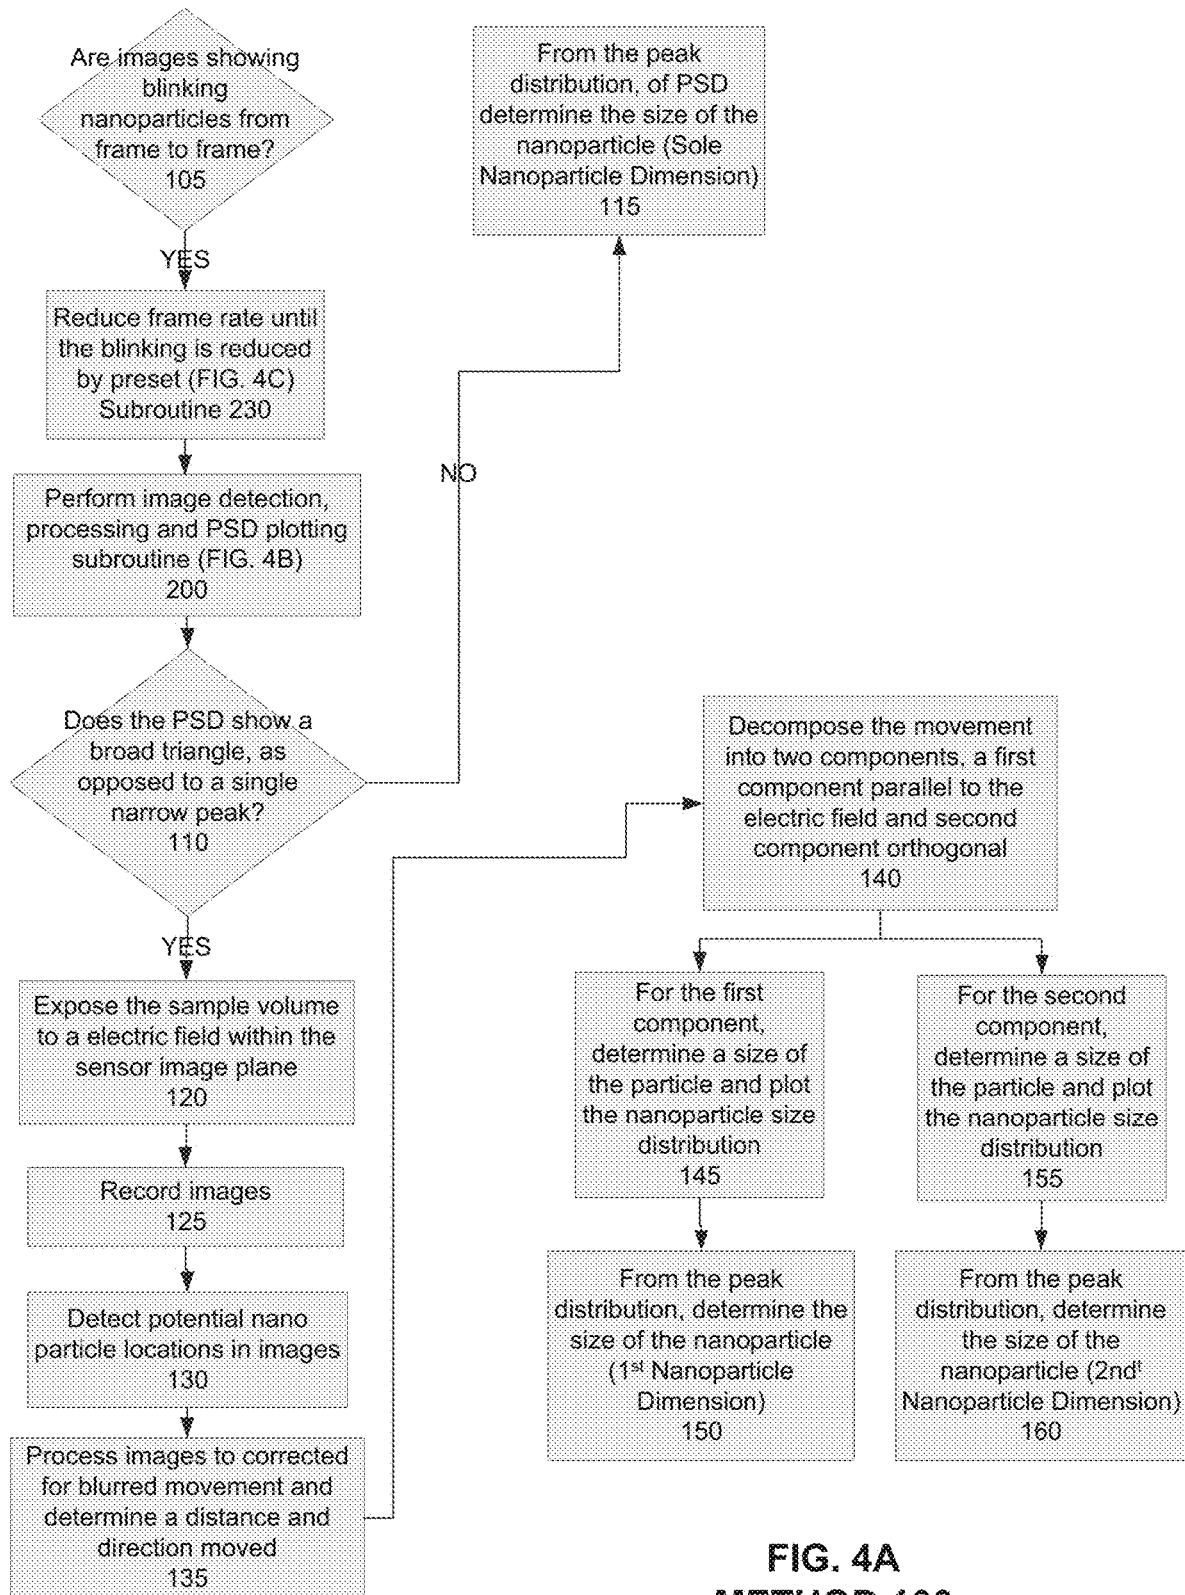 Are images showing
blinking
nanoparticles from
frame to frame?
105
YES
Reduce frame rate until
the blinking is reduced
by preset (FIG. 4C)
Subroutine 230
Perform image detection,
processing and PSD plotting
subroutine (FIG. 4B)
200
Does the PSD show a
broad triangle, as
opposed to a single
narrow peak?
110
NO
From the peak
distribution, of PSD
determine the size of the
nanoparticle (Sole
Nanoparticle Dimension)
115
YES
Expose the sample volume
to a electric field within the
sensor image plane
120
Record images
125
Detect potential nano
particle locations in images
130
Process images to corrected
for blurred movement and
determine a distance and
direction moved
135
Decompose the movement
into two components, a first
component parallel to the
electric field and second
component orthogonal
140
For the first
component,
determine a size of
the particle and plot
the nanoparticle size
distribution
145
From the peak
distribution, determine the
size of the nanoparticle
(1st Nanoparticle
Dimension)
150
For the second
component,
determine a size of
the particle and plot
the nanoparticle size
distribution
155
From the peak
distribution, determine
the size of the
nanoparticle (2ndt
Nanoparticle Dimension)
160
FIG. 4A
METHOD 100